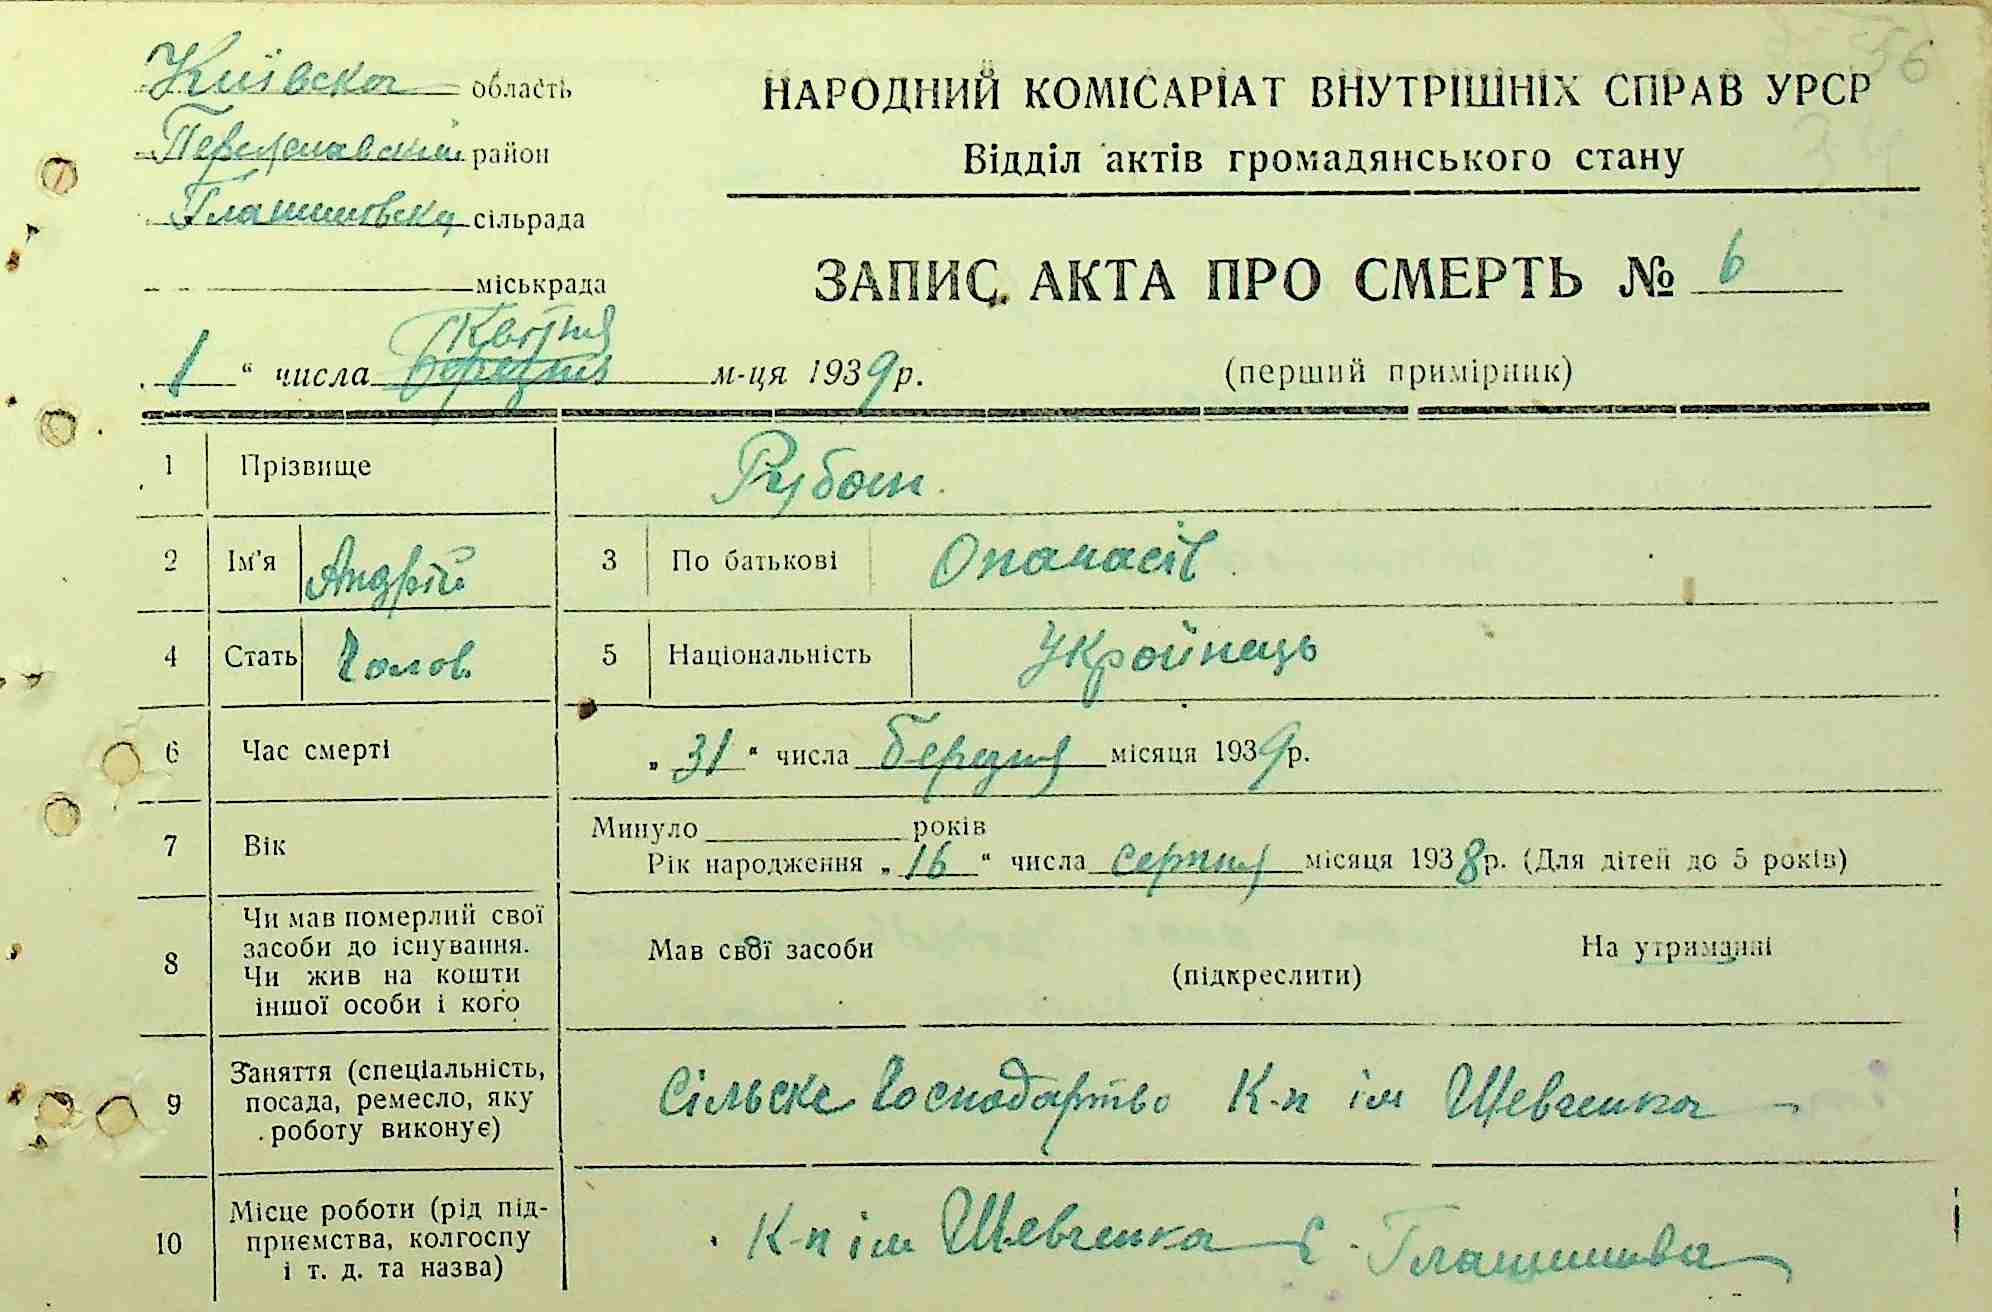 Київска область
НАРОДНИЙ КОМІСАРІАТ ВНУТРІШНІХ СПРАВ УРСР
Переяславский район
Відділ актів громадянського стану
сільрада
ЗАПИС АКТА ПРО СМЕРТЬ № 6
міськрада
Квітня
„1“ числа березня м-ця 1939 р.
(перший примірник)
1 Прізвище
2 Ім'я Андрій 3 По батькові Опанасів
4 Стать Чолов. 5 Національність Українець
6 Час смерті „31“ числа березня місяця 1939 р.
7 Вік Минуло років
Рік народження „16“ числа серпня місяця 1938 р. (Для дітей до 5 років)
8 Чи мав померлий свої засоби до існування. Чи жив на кошти іншої особи і кого
Мав свої засоби (підкреслити) На утриманні
9 Заняття (спеціальність, посада, ремесло, яку роботу виконує)
Сільске Господартво К-п ім Шевченка
10 Місце роботи (рід підприємства, колгоспу і т. д. та назва)
К-п ім Шевченка с.
56
34